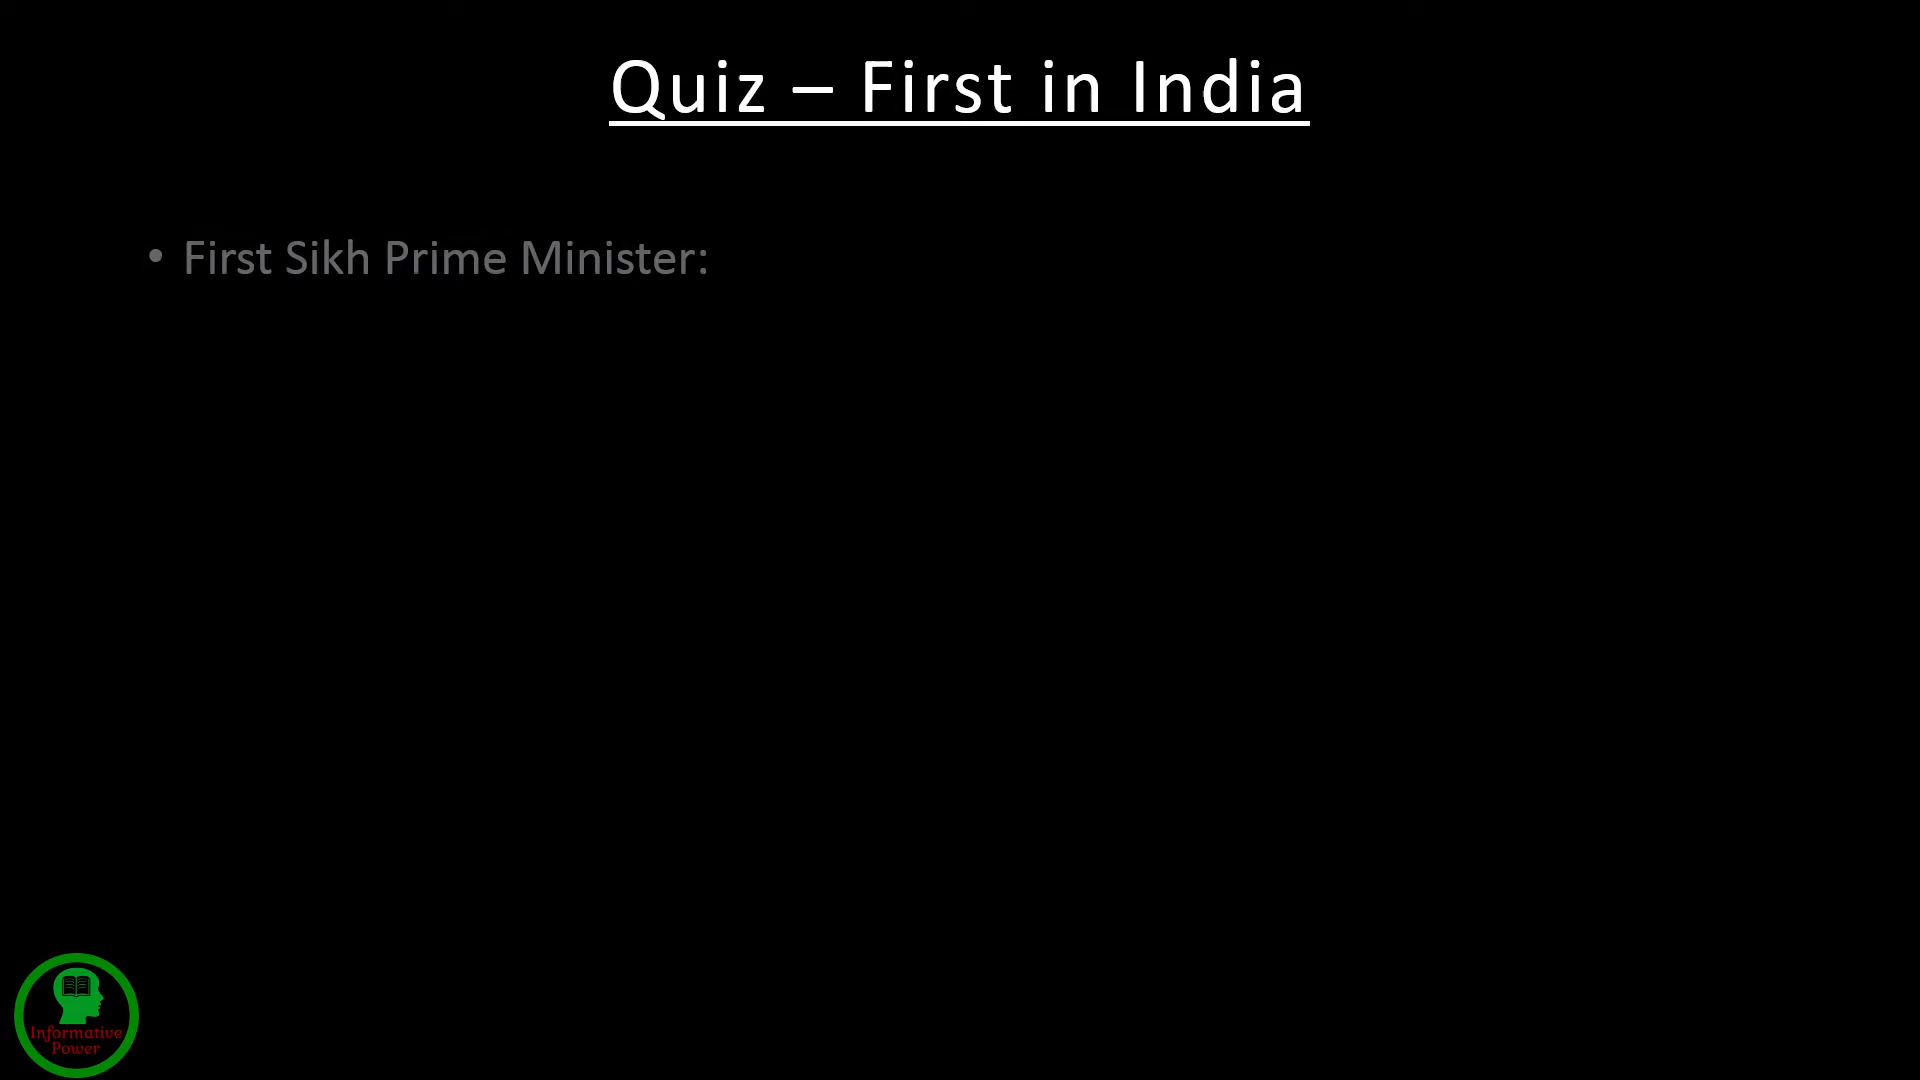 Quiz – First in India
• First Sikh Prime Minister:
Informative
Power